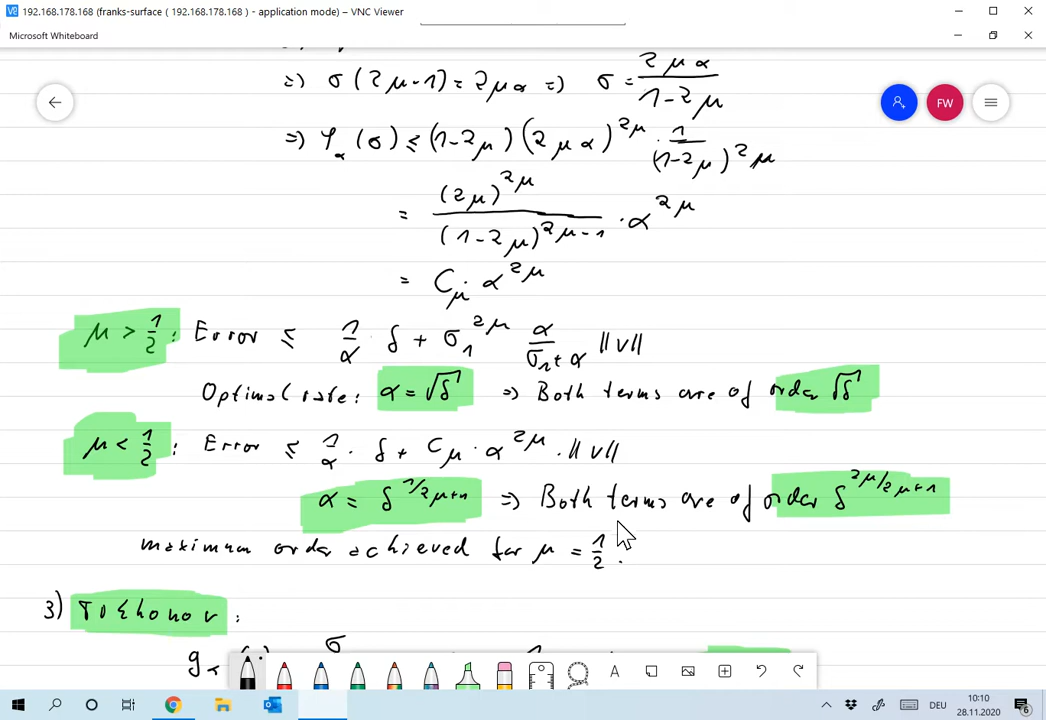 192.168.178.168 (franks-surface ( 192.168.178.168 ) - application mode) – VNC Viewer
Microsoft Whiteboard
FW
=) σ(2μ-1) = 2μα =) σ = 2μα / (1-2μ)
=) φ_α(σ) ≤ (1-2μ)(2μα)^{2μ} · 1/(1-2μ)^{2μ}
= (2μ)^{2μ} / (1-2μ)^{2μ-1} · α^{2μ}
= C_μ · α^{2μ}
μ > 1/2 : Error ≤ 1/α · δ + σ_1^{2μ} α/(σ_1+α) ||v||
Optimal rate: α = √δ => Both terms are of order √δ
μ < 1/2 : Error ≤ 1/α · δ + C_μ · α^{2μ} · ||v||
α = δ^{1/2μ+1} => Both terms are of order δ^{2μ/2μ+1}
maximum order achieved for μ = 1/2 .
3) Tikhonov :
g_α
σ
A
DEU
10:10
28.11.2020
6